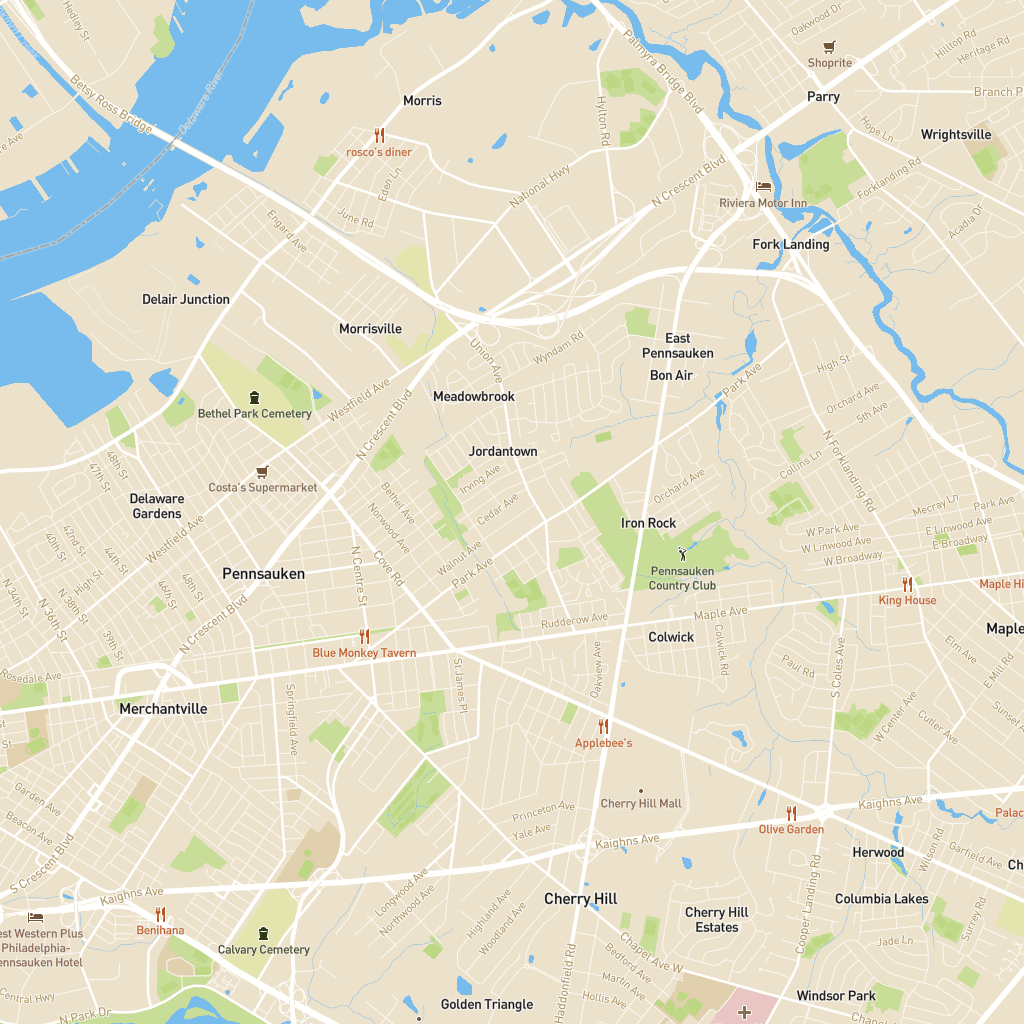 Hedley St
Oakwood Dr
Shoprite
Hilltop Rd
Heritage Rd
Palmyra Bridge Blvd
Betsy Ross Bridge
Delaware River
Morris
Parry
Branch P
Hylton Rd
Hope Ln
Wrightsville
rosco's diner
Eden Ln
National Hwy
N Crescent Blvd
Forklanding Rd
Riviera Motor Inn
June Rd
Engard Ave
Acadia Dr
Fork Landing
Delair Junction
Morrisville
Union Ave
Wyndam Rd
East
Pennsauken
Bon Air
High St
Park Ave
Westfield Ave
Meadowbrook
N Crescent Blvd
Bethel Park Cemetery
Orchard Ave
5th Ave
Jordantown
48th St
47th St
Costa's Supermarket
Irving Ave
Collins Ln
N Forklanding Rd
Bethel Ave
Orchard Ave
Delaware
Gardens
Cedar Ave
Norwood Ave
Mecray Ln
Park Ave
Iron Rock
Westfield Ave
42nd St
40th St
W Park Ave
E Linwood Ave
W Linwood Ave
E Broadway
W Broadway
Walnut Ave
Park Ave
Cove Rd
N Centre St
High St
Pennsauken
Pennsauken
Country Club
Maple Hi
King House
N 38th St
N 34th St
N 36th St
39th St
N Crescent Blvd
Maple Ave
Rudderow Ave
Maple
Colwick
Blue Monkey Tavern
Elm Ave
Colwick Rd
Oakview Ave
Paul Rd
S Coles Ave
E Mill Rd
Rosedale Ave
St James Pl
Springfield Ave
Merchantville
Sunset
W Center Ave
Cutler Ave
St
Applebee's
Garden Ave
Beacon Ave
Cherry Hill Mall
Princeton Ave
Yale Ave
Kaighns Ave
Palac
Olive Garden
Kaighns Ave
S Crescent Blvd
Wilson Rd
Garfield Ave
Herwood
Ch
Kaighns Ave
Longwood Ave
Northwood Ave
Cherry Hill
Columbia Lakes
Cooper Landing Rd
Highland Ave
Woodland Ave
Cherry Hill
Estates
Surrey Rd
Benihana
est Western Plus
Philadelphia-
ennsauken Hotel
Calvary Cemetery
Jade Ln
Chapel Ave W
Bedford Ave
Martin Ave
Hollis Ave
Haddonfield Rd
Central Hwy
N Park Dr
Golden Triangle
Windsor Park
Chapel